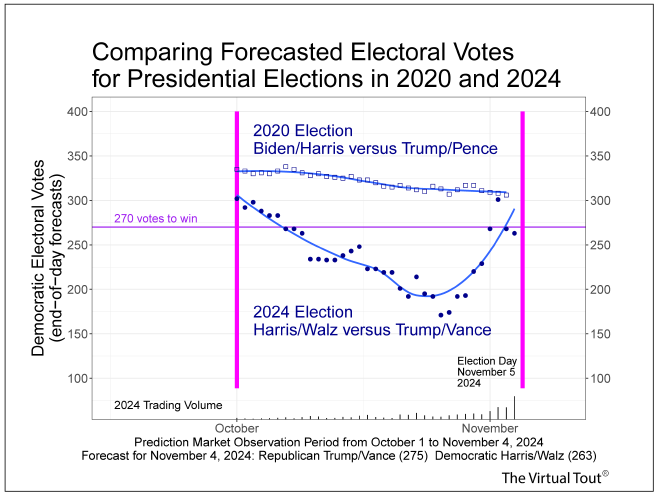 Comparing Forecasted Electoral Votes
for Presidential Elections in 2020 and 2024
Democratic Electoral Votes
(end−of−day forecasts)
400
350
300
250
200
150
100
400
350
300
250
200
150
100
2020 Election
Biden/Harris versus Trump/Pence
270 votes to win
2024 Election
Harris/Walz versus Trump/Vance
Election Day
November 5
2024
2024 Trading Volume
October
November
Prediction Market Observation Period from October 1 to November 4, 2024
Forecast for November 4, 2024: Republican Trump/Vance (275) Democratic Harris/Walz (263)
The Virtual Tout®